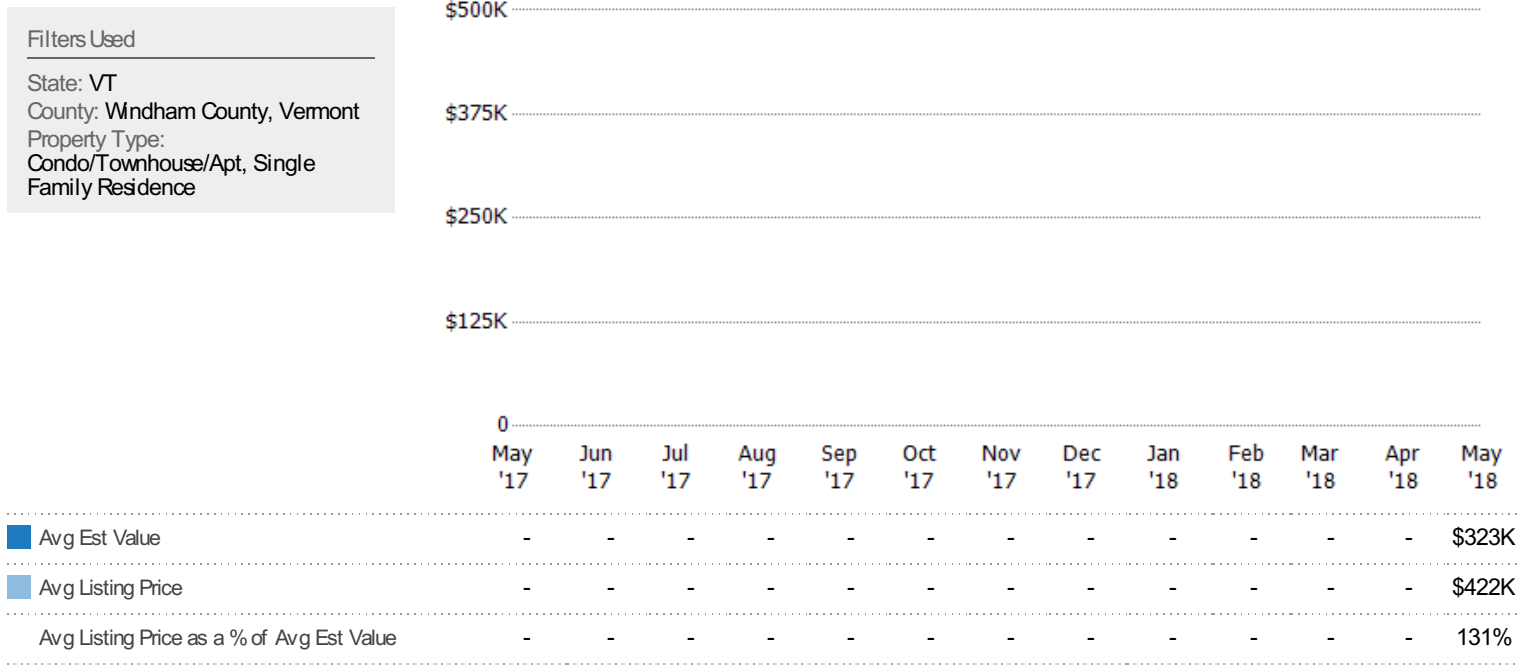 Filters Used
State: VT
County: Windham County, Vermont
Property Type:
Condo/Townhouse/Apt, Single
Family Residence
$500K
$375K
$250K
$125K
0
May Jun Jul Aug Sep Oct Nov Dec Jan Feb Mar Apr May
'17 '17 '17 '17 '17 '17 '17 '17 '18 '18 '18 '18 '18
Avg Est Value - - - - - - - - - - - - $323K
Avg Listing Price - - - - - - - - - - - - $422K
Avg Listing Price as a % of Avg Est Value - - - - - - - - - - - - 131%